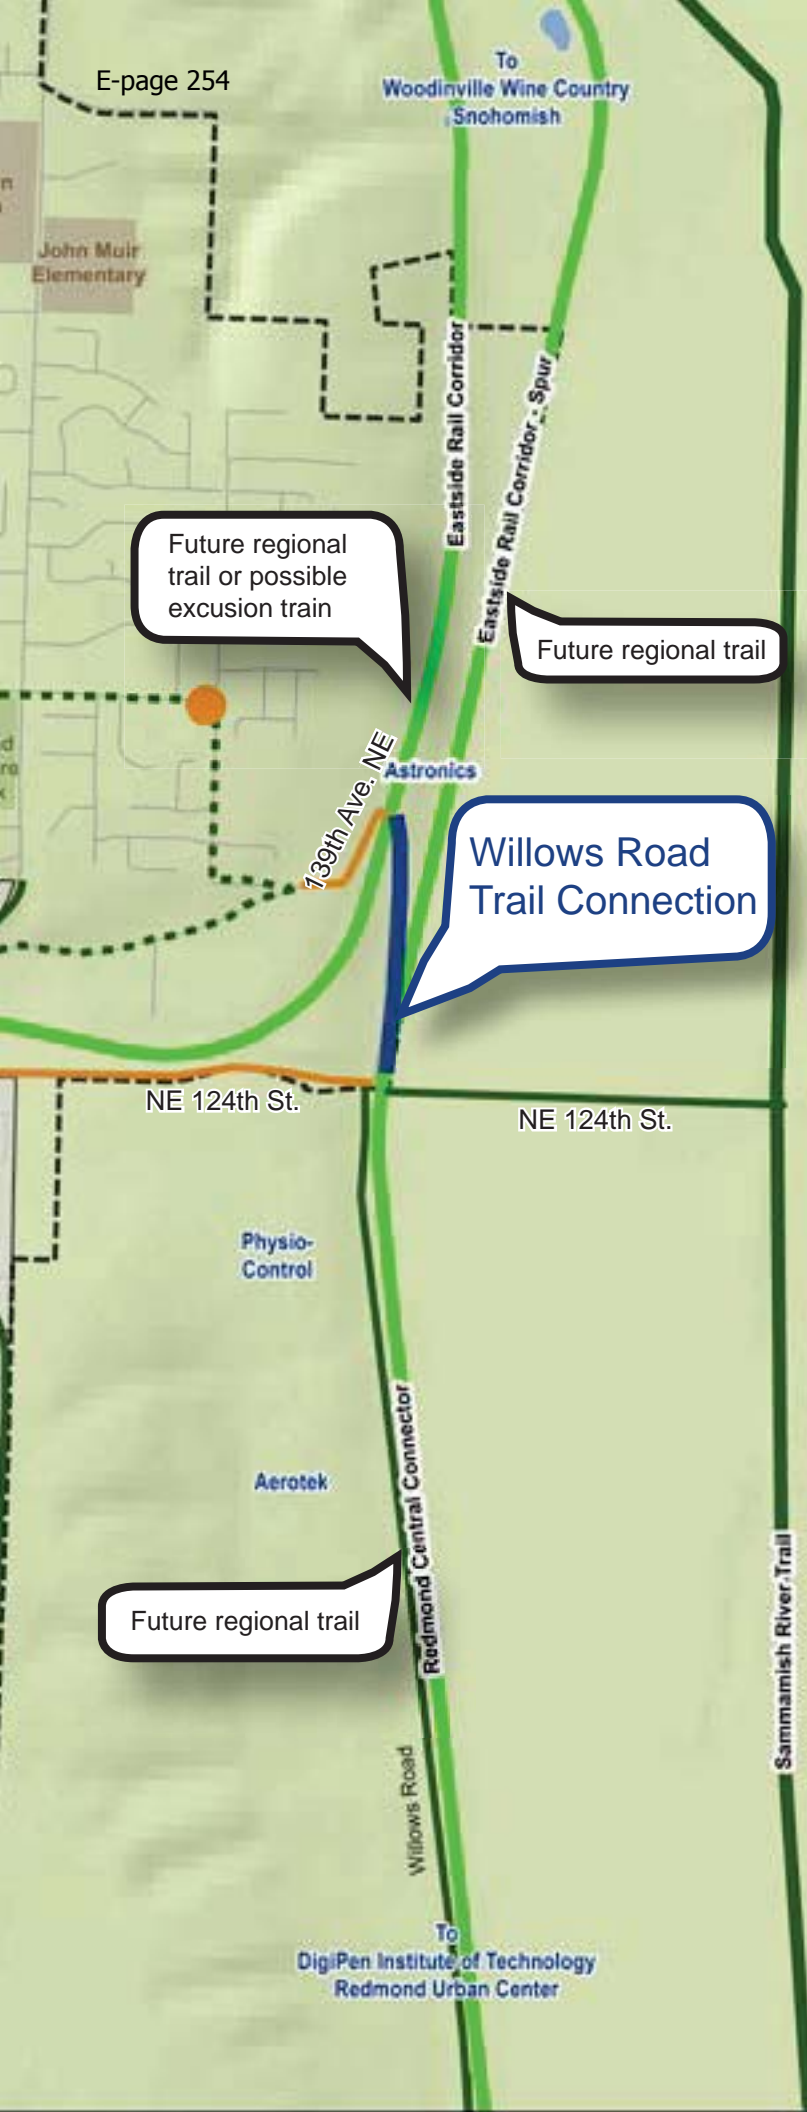 E-page 254
To
Woodinville Wine Country
Snohomish
n
John Muir
Elementary
Eastside Rail Corridor
Eastside Rail Corridor - Spur
Future regional
trail or possible
excusion train
Future regional trail
d
ro
k
139th Ave. NE
Astronics
Willows Road
Trail Connection
NE 124th St.
NE 124th St.
Physio-
Control
Aerotek
Redmond Central Connector
Future regional trail
Sammamish River Trail
Willows Road
To
DigiPen Institute of Technology
Redmond Urban Center